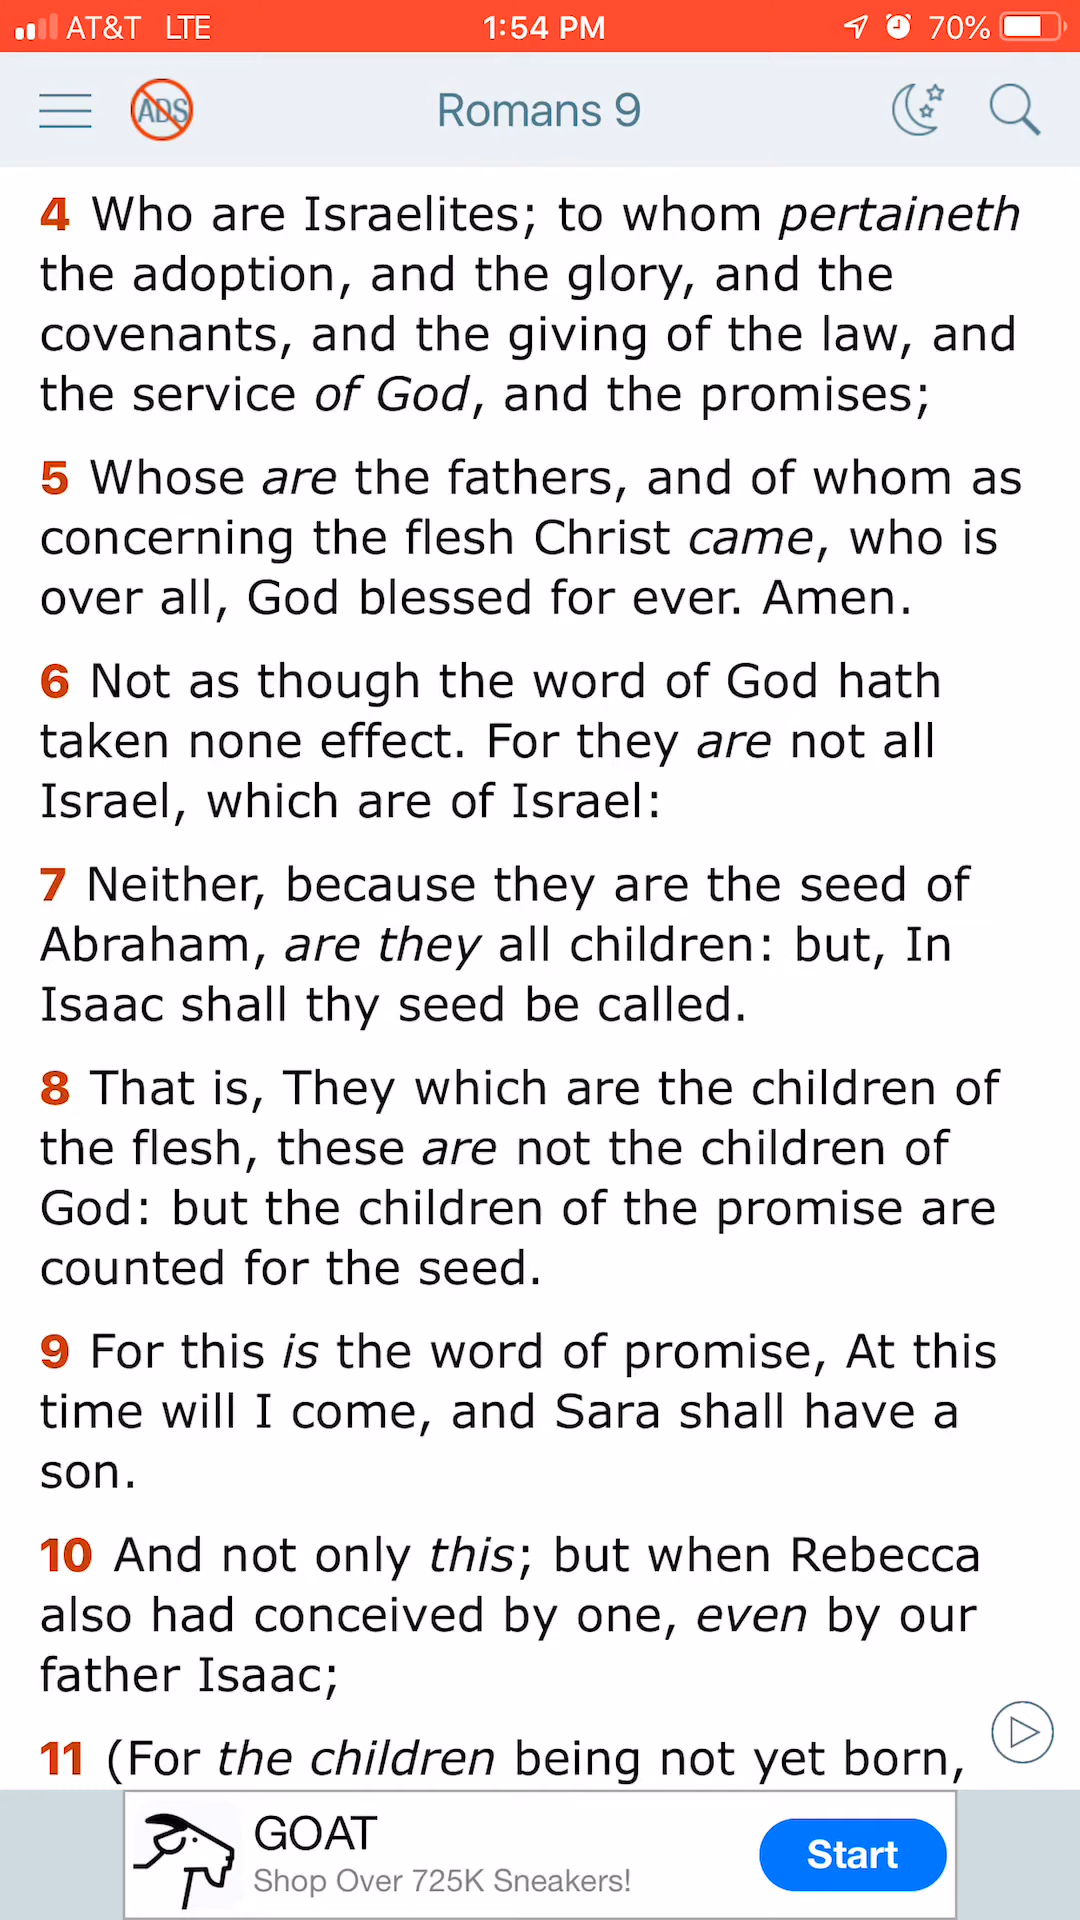 AT&T LTE 1:54 PM 70%
ADS Romans 9
4 Who are Israelites; to whom pertaineth
the adoption, and the glory, and the
covenants, and the giving of the law, and
the service of God, and the promises;
5 Whose are the fathers, and of whom as
concerning the flesh Christ came, who is
over all, God blessed for ever. Amen.
6 Not as though the word of God hath
taken none effect. For they are not all
Israel, which are of Israel:
7 Neither, because they are the seed of
Abraham, are they all children: but, In
Isaac shall thy seed be called.
8 That is, They which are the children of
the flesh, these are not the children of
God: but the children of the promise are
counted for the seed.
9 For this is the word of promise, At this
time will I come, and Sara shall have a
son.
10 And not only this; but when Rebecca
also had conceived by one, even by our
father Isaac;
11 (For the children being not yet born,
GOAT
Shop Over 725K Sneakers!
Start